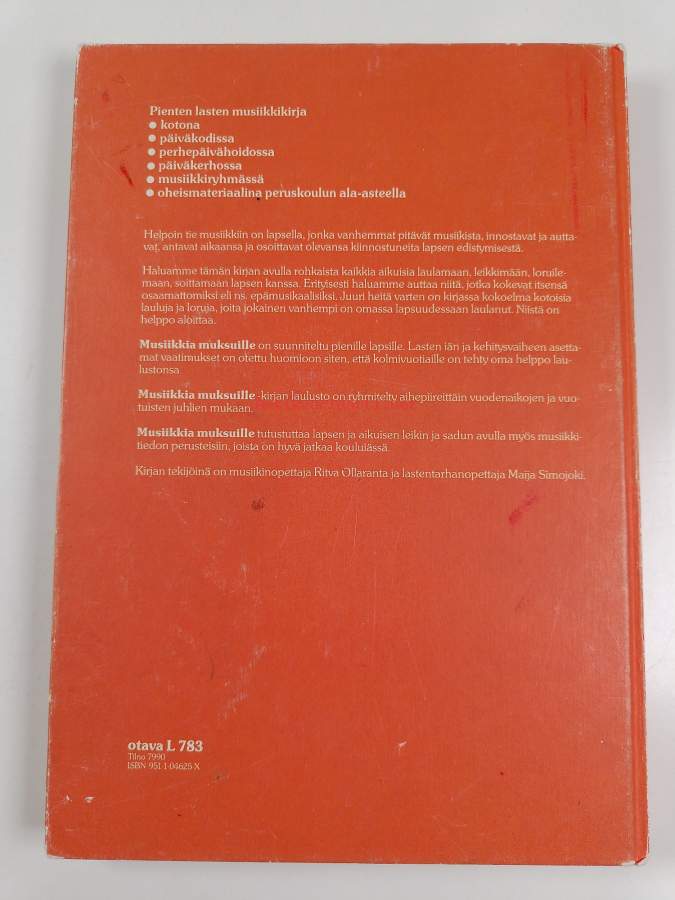 Pienten lasten musiikkikirja
• kotona
• päiväkodissa
• perhepäivähoidossa
• päiväkerhossa
• musiikkiryhmässä
• oheismateriaalina peruskoulun ala-asteella
Helpoin tie musiikkiin on lapsella, jonka vanhemmat pitävät musiikista, innostavat ja autta-
vat, antavat aikaansa ja osoittavat olevansa kiinnostuneita lapsen edistymisestä.
Haluamme tämän kirjan avulla rohkaista kaikkia aikuisia laulamaan, leikkimään, loruile-
maan, soittamaan lapsen kanssa. Erityisesti haluamme auttaa niitä, jotka kokevat itsensä
osaamattomiksi eli ns. epämusikaalisiksi. Juuri heitä varten on kirjassa kokoelma kotoisia
lauluja ja loruja, joita jokainen vanhempi on omassa lapsuudessaan laulanut. Niistä on
helppo aloittaa.
Musiikkia muksuille on suunniteltu pienille lapsille. Lasten iän ja kehitysvaiheen asetta-
mat vaatimukset on otettu huomioon siten, että kolmivuotiaille on tehty oma helppo lau-
lustonsa
Musiikkia muksuille -kirjan laulusto on ryhmitelty aihepiireittäin vuodenaikojen ja vuo-
tuisten juhlien mukaan.
Musiikkia muksuille tutustuttaa lapsen ja aikuisen leikin ja sadun avulla myös musiikki-
tiedon perusteisiin, joista on hyvä jatkaa koulu­iässä.
Kirjan tekijöinä on musiikinopettaja Ritva Ollaranta ja lastentarhanopettaja Maija Simojoki.
otava L 783
Tilno 7990
ISBN 951-1-04625-X